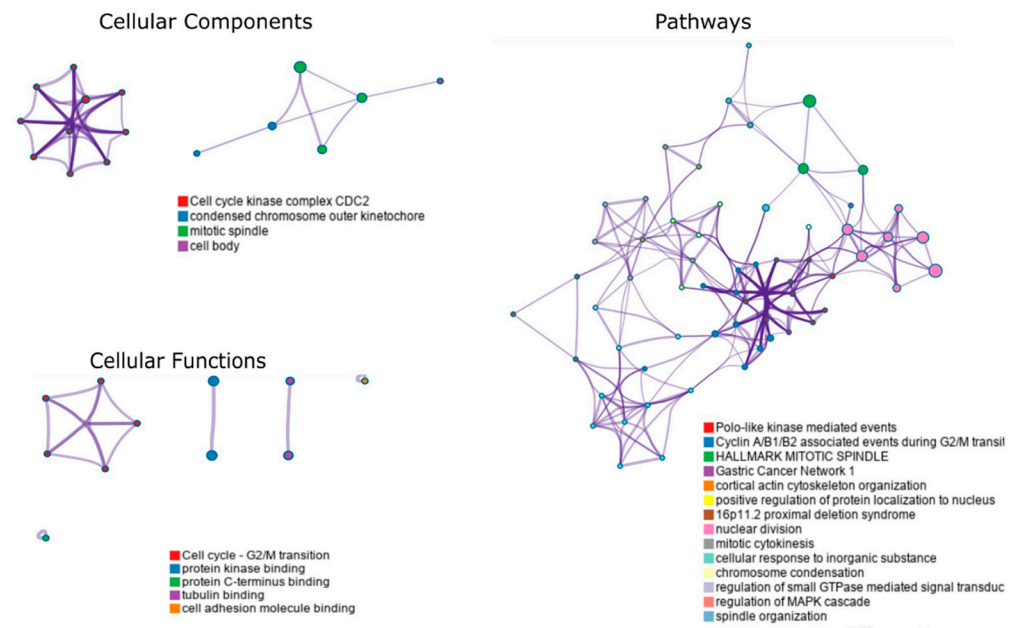 Cellular Components
Cell cycle kinase complex CDC2
condensed chromosome outer kinetochore
mitotic spindle
cell body
Cellular Functions
Cell cycle - G2/M transition
protein kinase binding
protein C-terminus binding
tubulin binding
cell adhesion molecule binding
Pathways
Polo-like kinase mediated events
Cyclin A/B1/B2 associated events during G2/M transit
HALLMARK MITOTIC SPINDLE
Gastric Cancer Network 1
cortical actin cytoskeleton organization
positive regulation of protein localization to nucleus
16p11.2 proximal deletion syndrome
nuclear division
mitotic cytokinesis
cellular response to inorganic substance
chromosome condensation
regulation of small GTPase mediated signal transduc
regulation of MAPK cascade
spindle organization